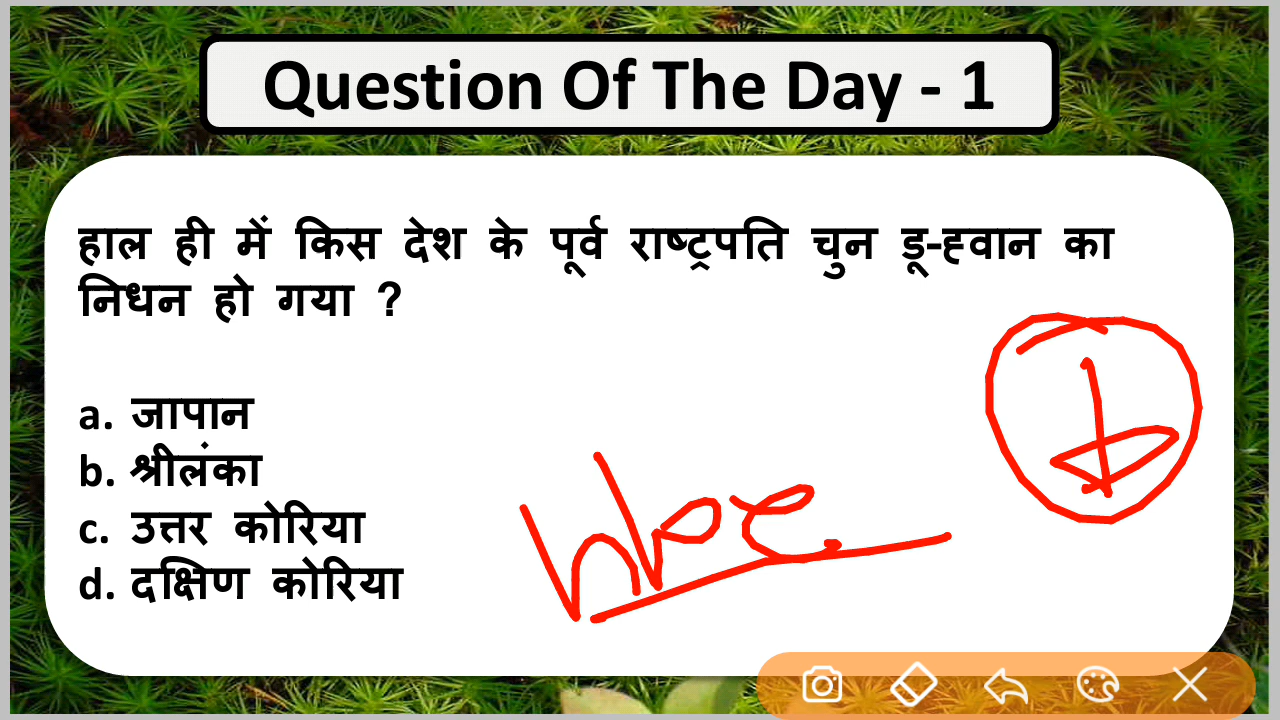 Question Of The Day - 1
हाल ही में किस देश के पूर्व राष्ट्रपति चुन डू-ह्वान का
निधन हो गया ?
a. जापान
b. श्रीलंका
c. उत्तर कोरिया
d. दक्षिण कोरिया